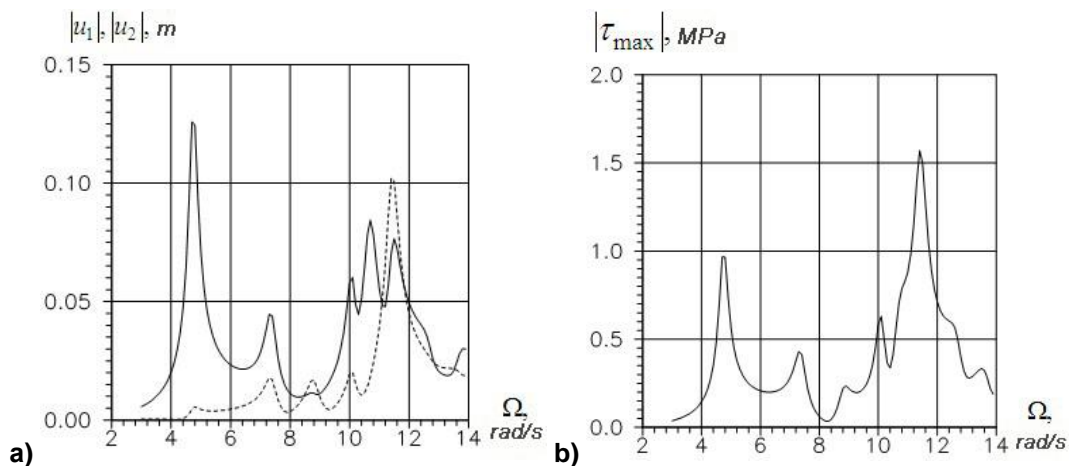 |u₁|, |u₂|, m
0.15
0.10
0.05
0.00
2 4 6 8 10 12 14
Ω,
rad/s
a)
|τmax|, MPa
2.0
1.5
1.0
0.5
0.0
2 4 6 8 10 12 14
Ω,
rad/s
b)